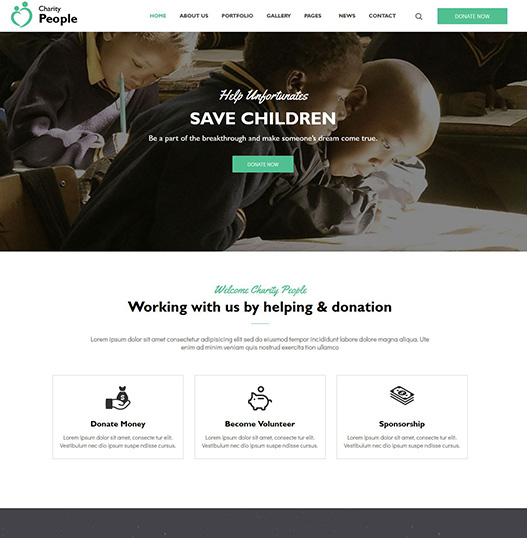 Charity
People
HOME ABOUT US PORTFOLIO GALLERY PAGES NEWS CONTACT DONATE NOW
Help Unfortunates
SAVE CHILDREN
Be a part of the breakthrough and make someone's dream come true.
DONATE NOW
Welcome Charity People
Working with us by helping & donation
Lorem ipsum dolor sit amet consectetur adipisicing elit sed do eiusmod tempor incididunt labore dolore magna aliqua. Ute
enim ad minim veniam quis nostrud exercita tion ullamco
Donate Money
Lorem ipsum dolor sit amet, consecte tur elit.
Vestibulum nec dio ipsum suspe ndisse cursus.
Become Volunteer
Lorem ipsum dolor sit amet, consecte tur elit.
Vestibulum nec dio ipsum suspe ndisse cursus.
Sponsorship
Lorem ipsum dolor sit amet, consecte tur elit.
Vestibulum nec dio ipsum suspe ndisse cursus.